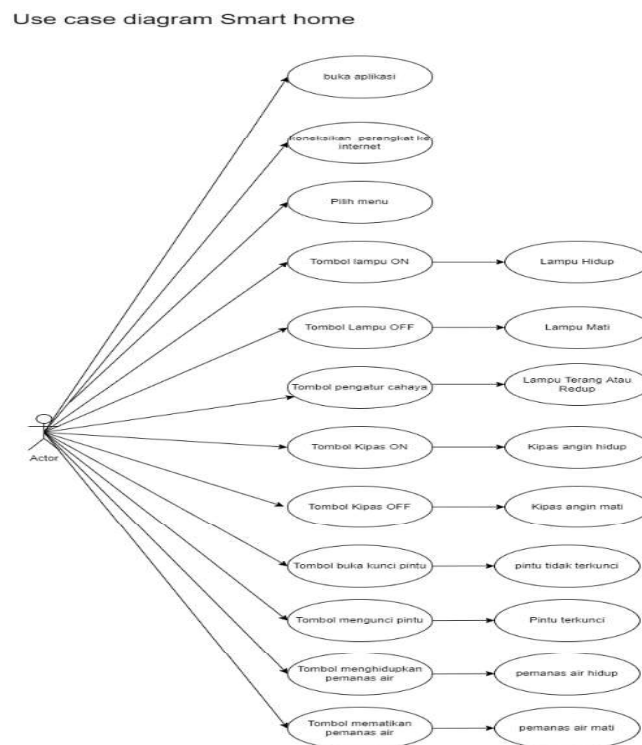 Use case diagram Smart home
buka aplikasi
koneksikan perangkat ke
internet
Pilih menu
Tombol lampu ON
Lampu Hidup
Tombol Lampu OFF
Lampu Mati
Tombol pengatur cahaya
Lampu Terang Atau
Redup
Actor
Tombol Kipas ON
Kipas angin hidup
Tombol Kipas OFF
Kipas angin mati
Tombol buka kunci pintu
pintu tidak terkunci
Tombol mengunci pintu
Pintu terkunci
Tombol menghidupkan
pemanas air
pemanas air hidup
Tombol mematikan
pemanas air
pemanas air mati